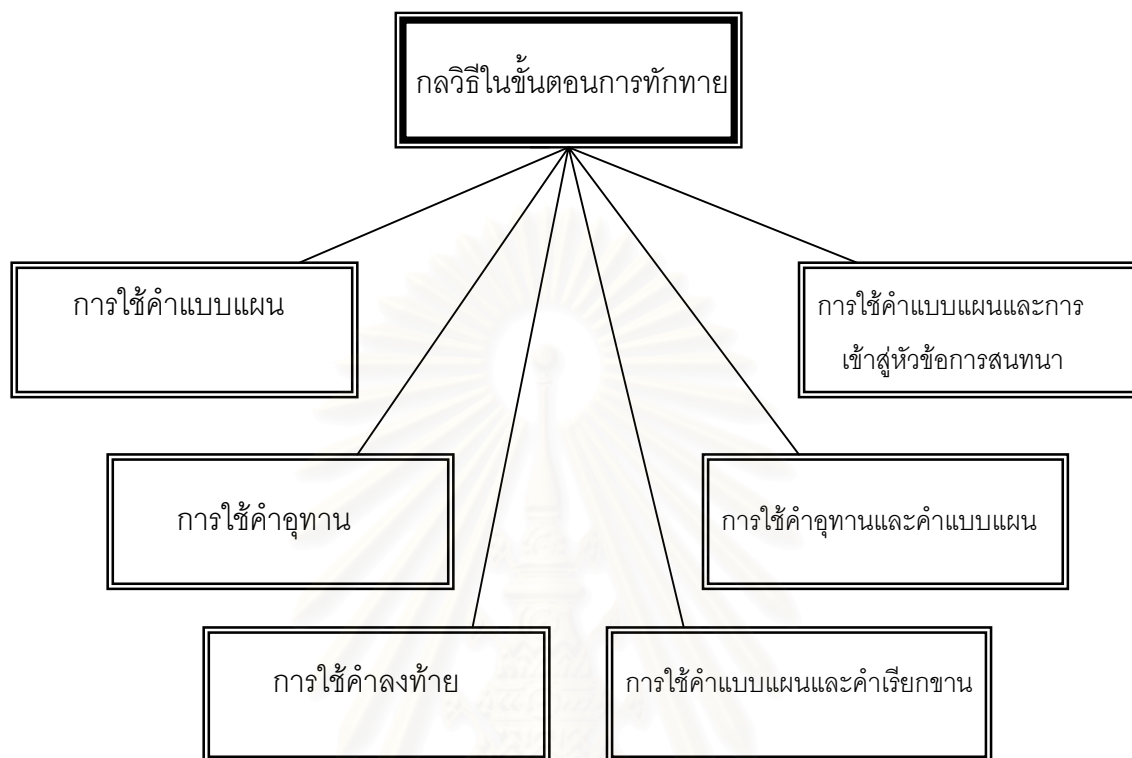 กลวิธีในขั้นตอนการทักทาย
การใช้คำแบบแผน
การใช้คำแบบแผนและการ
เข้าสู่หัวข้อการสนทนา
การใช้คำอุทาน
การใช้คำอุทานและคำแบบแผน
การใช้คำลงท้าย
การใช้คำแบบแผนและคำเรียกขาน